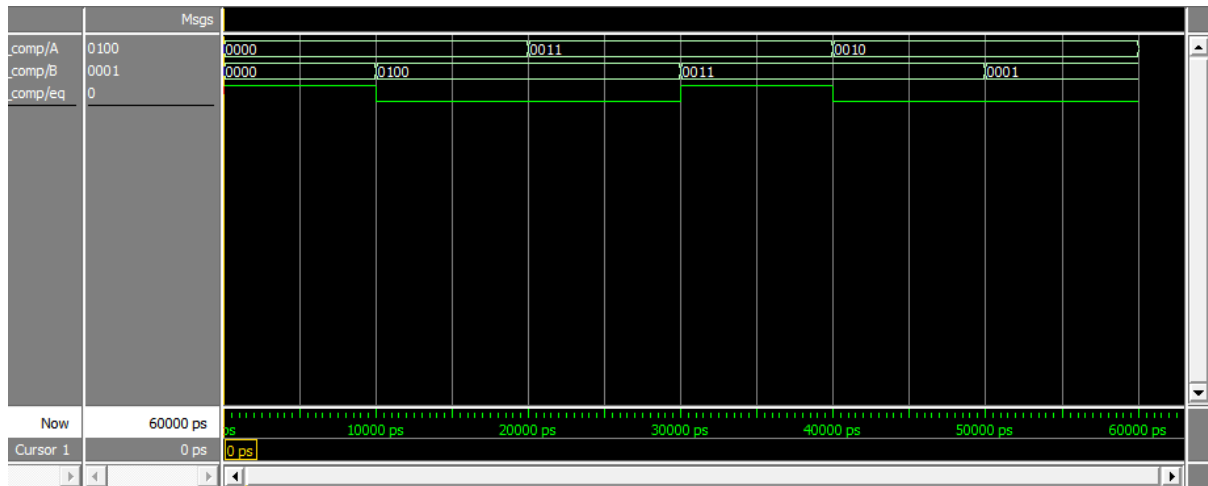 Msgs
_comp/A 0100 0000 0011 0010
_comp/B 0001 0000 0100 0011 0001
_comp/eq 0
Now 60000 ps ps 10000 ps 20000 ps 30000 ps 40000 ps 50000 ps 60000 ps
Cursor 1 0 ps 0 ps